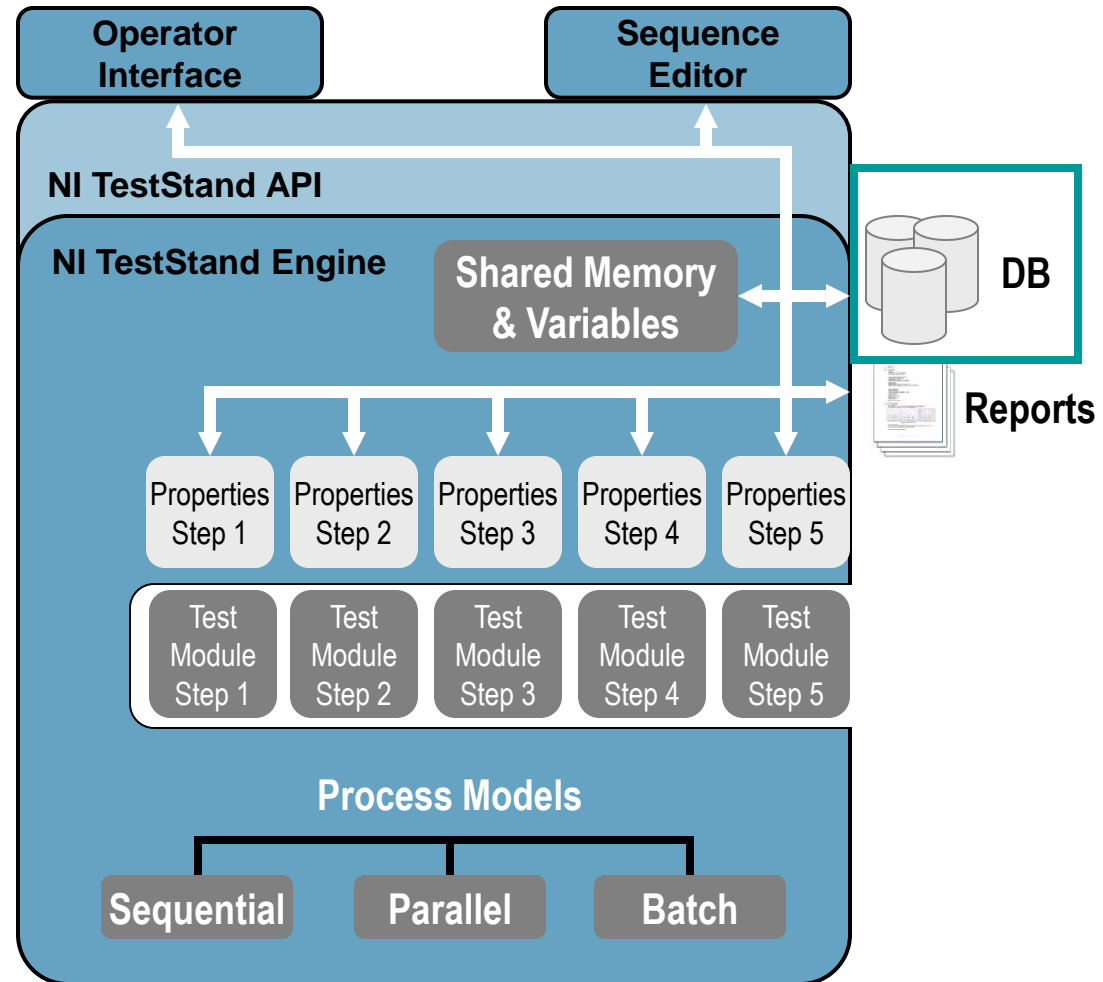 Operator
Interface
Sequence
Editor
NI TestStand API
NI TestStand Engine
Shared Memory
& Variables
DB
Reports
Properties
Step 1
Properties
Step 2
Properties
Step 3
Properties
Step 4
Properties
Step 5
Test
Module
Step 1
Test
Module
Step 2
Test
Module
Step 3
Test
Module
Step 4
Test
Module
Step 5
Process Models
Sequential
Parallel
Batch